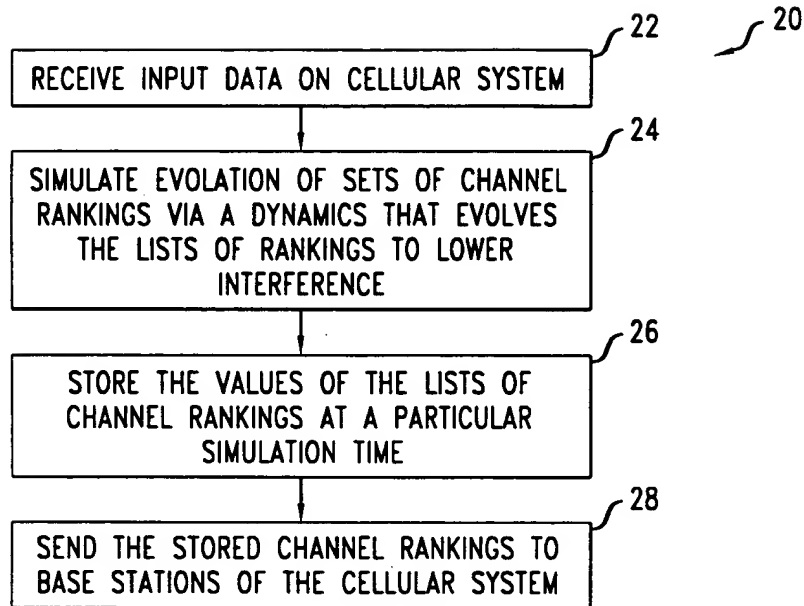 20
22
RECEIVE INPUT DATA ON CELLULAR SYSTEM
24
SIMULATE EVOLATION OF SETS OF CHANNEL
RANKINGS VIA A DYNAMICS THAT EVOLVES
THE LISTS OF RANKINGS TO LOWER
INTERFERENCE
26
STORE THE VALUES OF THE LISTS OF
CHANNEL RANKINGS AT A PARTICULAR
SIMULATION TIME
28
SEND THE STORED CHANNEL RANKINGS TO
BASE STATIONS OF THE CELLULAR SYSTEM